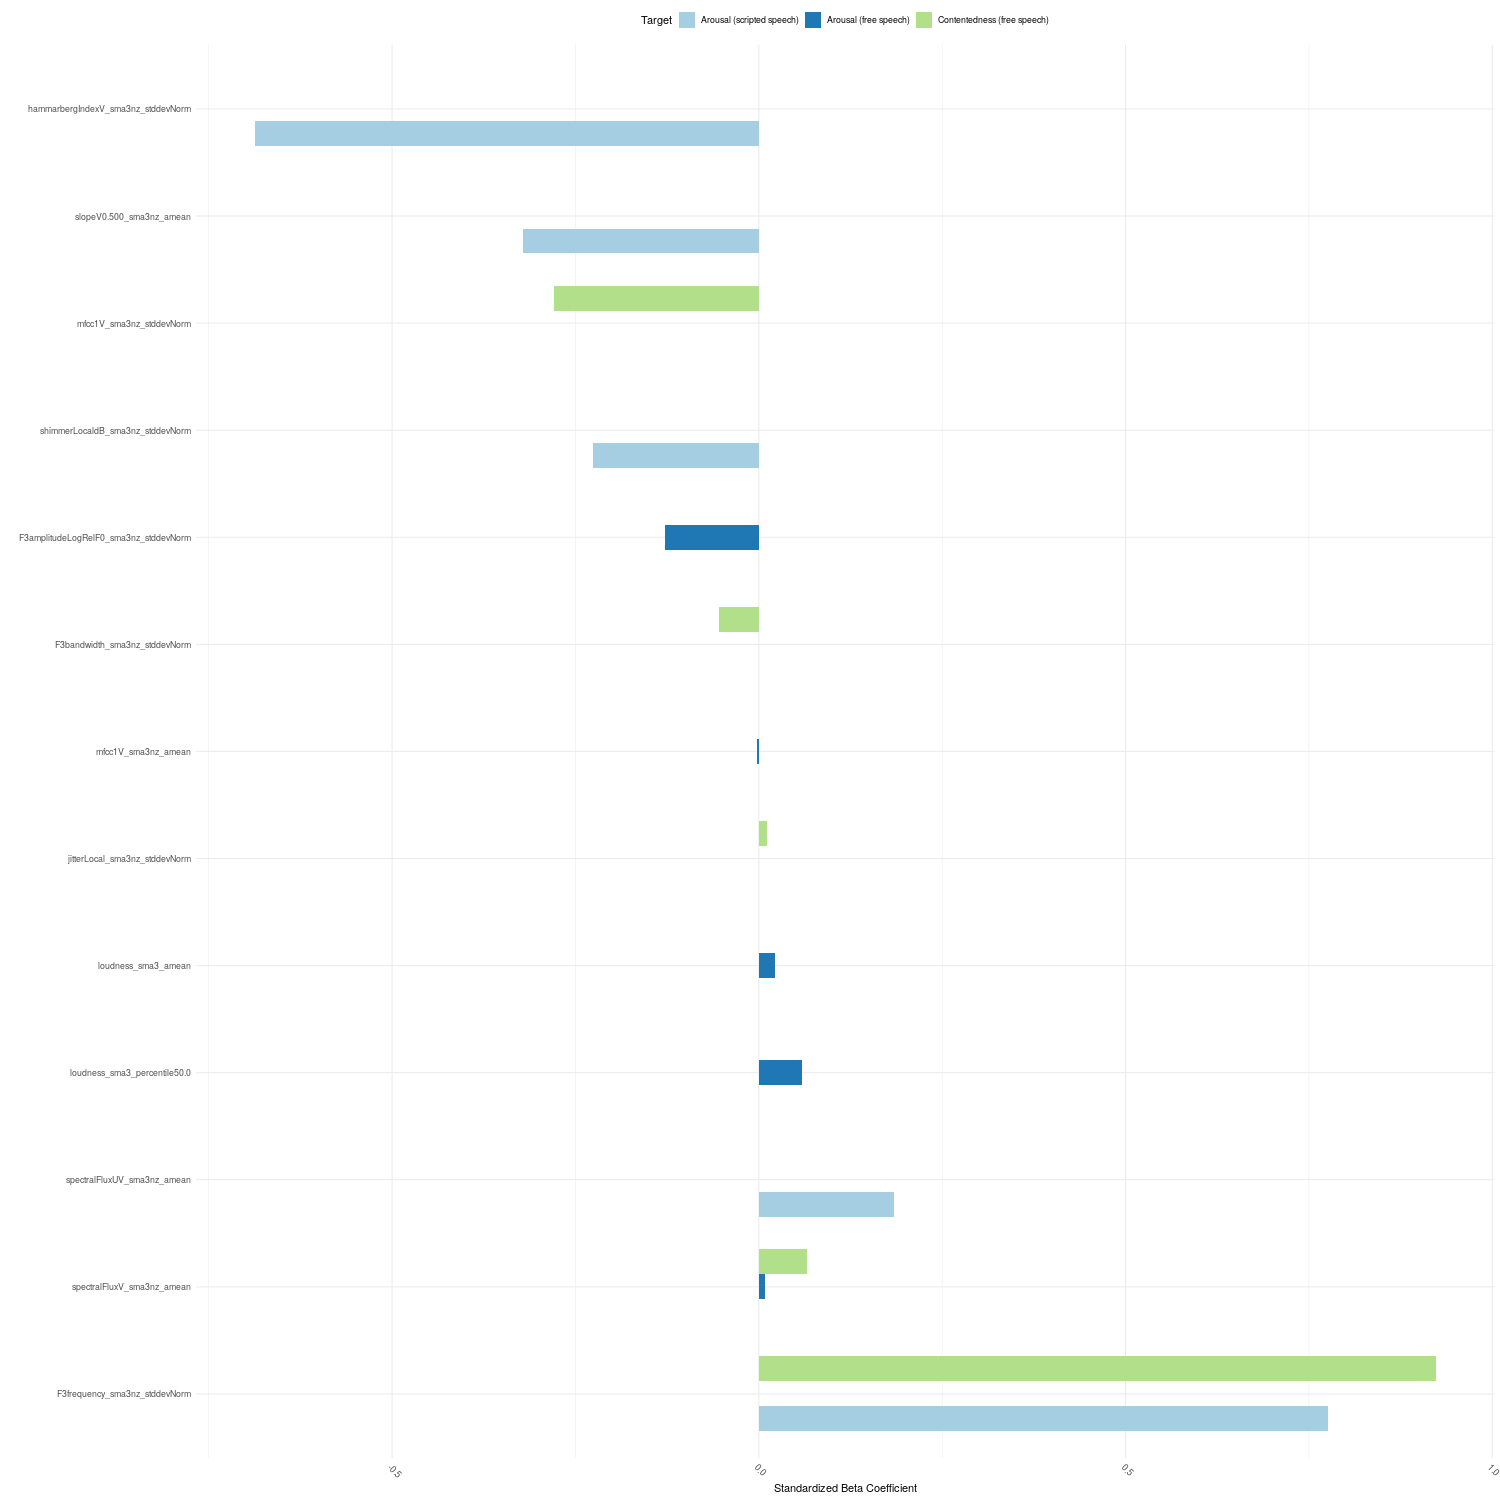 Target Arousal (scripted speech) Arousal (free speech) Contentedness (free speech)
hammarbergIndexV_sma3nz_stddevNorm
slopeV0.500_sma3nz_amean
mfcc1V_sma3nz_stddevNorm
shimmerLocaldB_sma3nz_stddevNorm
F3amplitudeLogRelF0_sma3nz_stddevNorm
F3bandwidth_sma3nz_stddevNorm
mfcc1V_sma3nz_amean
jitterLocal_sma3nz_stddevNorm
loudness_sma3_amean
loudness_sma3_percentile50.0
spectralFluxUV_sma3nz_amean
spectralFluxV_sma3nz_amean
F3frequency_sma3nz_stddevNorm
-0.5 0.0 0.5 1.0
Standardized Beta Coefficient